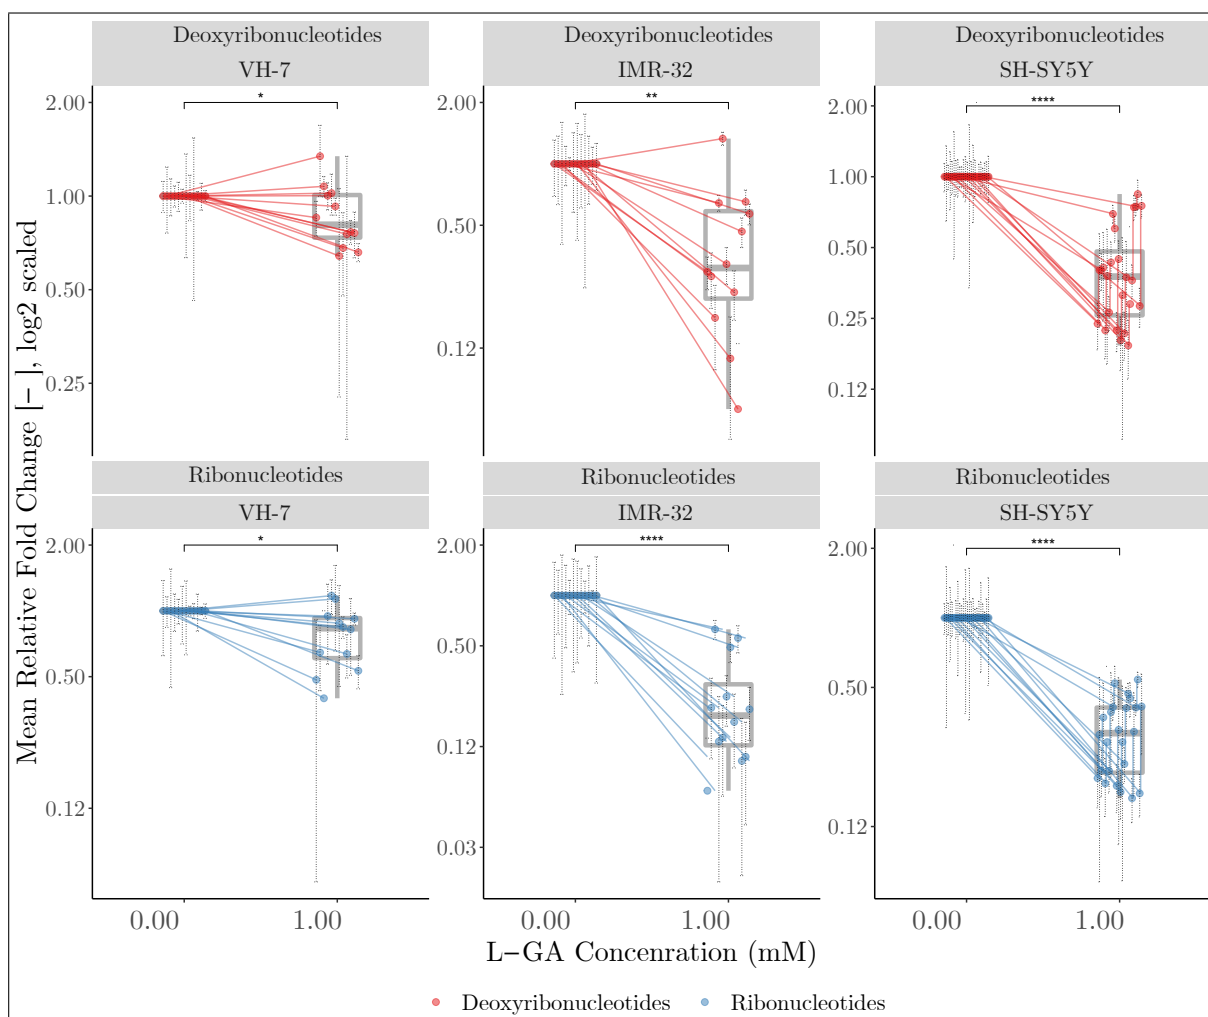 Deoxyribonucleotides
VH-7
*
2.00
1.00
0.50
0.25
Deoxyribonucleotides
IMR-32
**
2.00
0.50
0.12
Deoxyribonucleotides
SH-SY5Y
****
2.00
1.00
0.50
0.25
0.12
Mean Relative Fold Change [−], log2 scaled
Ribonucleotides
VH-7
*
2.00
0.50
0.12
0.00 1.00
Ribonucleotides
IMR-32
****
2.00
0.50
0.12
0.03
0.00 1.00
Ribonucleotides
SH-SY5Y
****
2.00
0.50
0.12
0.00 1.00
L−GA Concenration (mM)
Deoxyribonucleotides Ribonucleotides